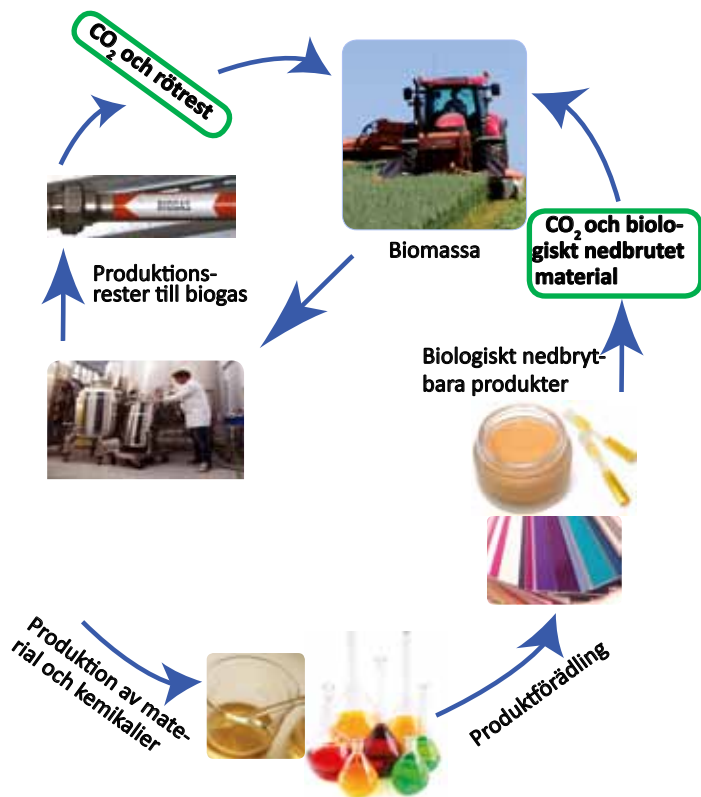 CO2 och rötrest
BIOGAS
Produktions-
rester till biogas
Biomassa
CO2 och biolo-
giskt nedbrutet
material
Biologiskt nedbryt-
bara produkter
Produktion av mate-
rial och kemikalier
Produktförädling